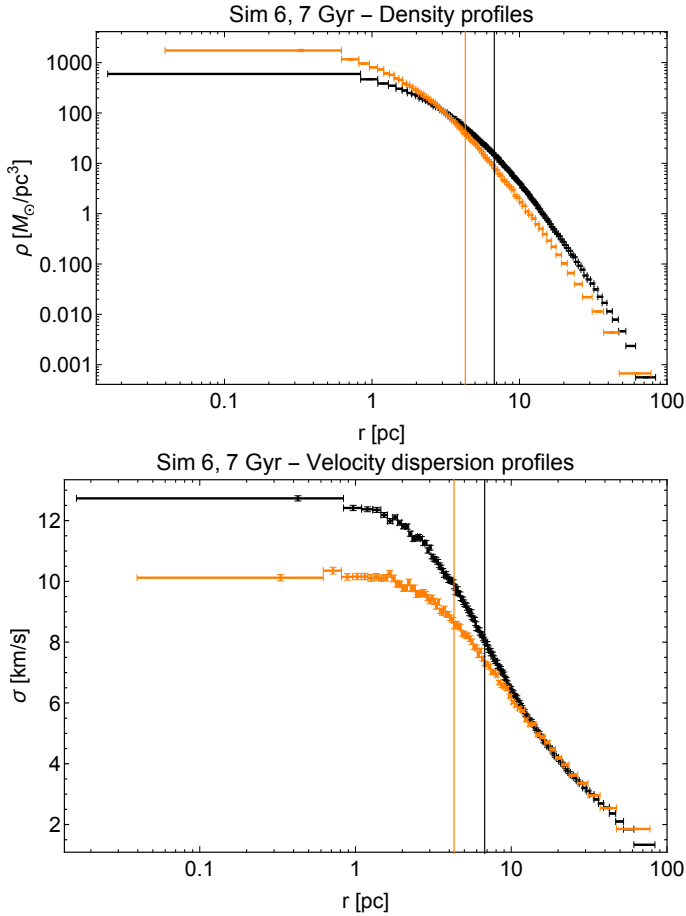 Sim 6, 7 Gyr – Density profiles
1000
100
10
1
0.100
0.010
0.001
ρ [M⊙/pc³]
0.1 1 10 100
r [pc]
Sim 6, 7 Gyr – Velocity dispersion profiles
12
10
8
6
4
2
σ [km/s]
0.1 1 10 100
r [pc]